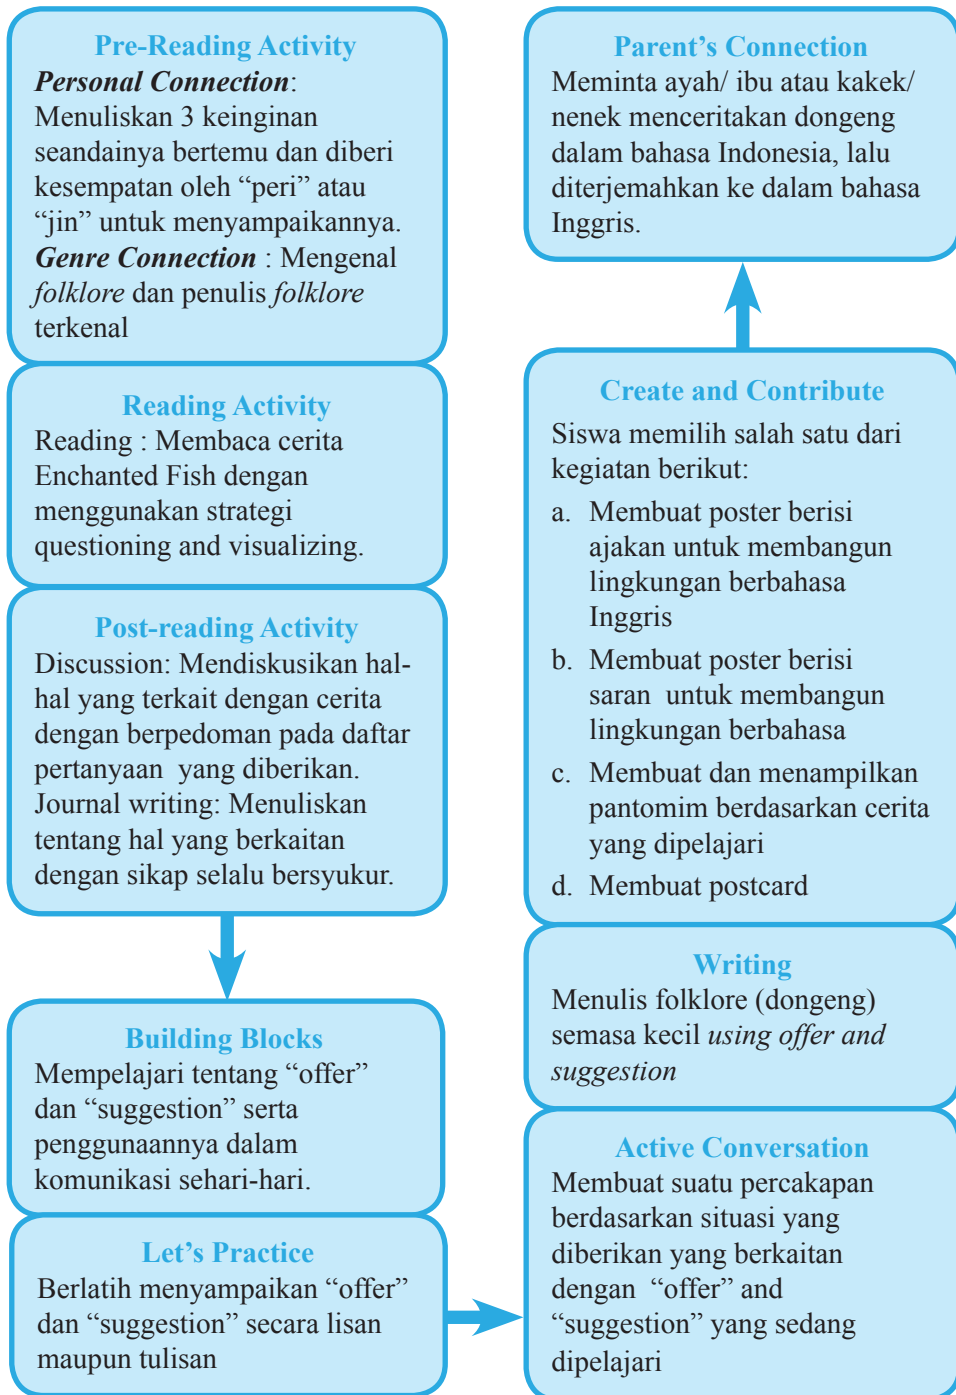 Pre-Reading Activity
Personal Connection:
Menuliskan 3 keinginan
seandainya bertemu dan diberi
kesempatan oleh “peri” atau
“jin” untuk menyampaikannya.
Genre Connection : Mengenal
folklore dan penulis folklore
terkenal
Reading Activity
Reading : Membaca cerita
Enchanted Fish dengan
menggunakan strategi
questioning and visualizing.
Post-reading Activity
Discussion: Mendiskusikan hal-
hal yang terkait dengan cerita
dengan berpedoman pada daftar
pertanyaan yang diberikan.
Journal writing: Menuliskan
tentang hal yang berkaitan
dengan sikap selalu bersyukur.
Building Blocks
Mempelajari tentang “offer”
dan “suggestion” serta
penggunaannya dalam
komunikasi sehari-hari.
Let’s Practice
Berlatih menyampaikan “offer”
dan “suggestion” secara lisan
maupun tulisan
Active Conversation
Membuat suatu percakapan
berdasarkan situasi yang
diberikan yang berkaitan
dengan “offer” and
“suggestion” yang sedang
dipelajari
Writing
Menulis folklore (dongeng)
semasa kecil using offer and
suggestion
Create and Contribute
Siswa memilih salah satu dari
kegiatan berikut:
a. Membuat poster berisi
ajakan untuk membangun
lingkungan berbahasa
Inggris
b. Membuat poster berisi
saran untuk membangun
lingkungan berbahasa
c. Membuat dan menampilkan
pantomim berdasarkan cerita
yang dipelajari
d. Membuat postcard
Parent’s Connection
Meminta ayah/ ibu atau kakek/
nenek menceritakan dongeng
dalam bahasa Indonesia, lalu
diterjemahkan ke dalam bahasa
Inggris.